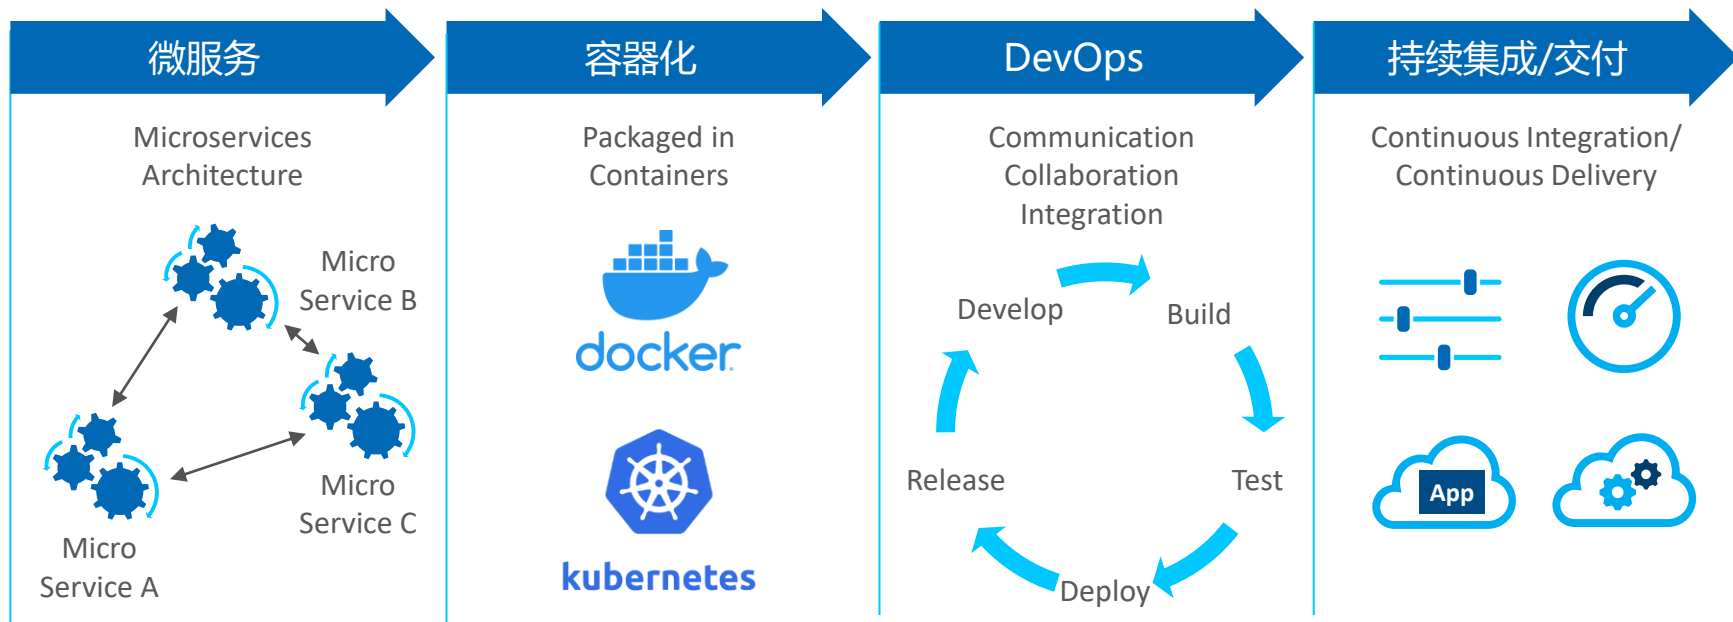 微服务
Microservices
Architecture
Micro
Service B
Micro
Service C
Micro
Service A
容器化
Packaged in
Containers
docker
kubernetes
DevOps
Communication
Collaboration
Integration
Develop
Build
Test
Deploy
Release
持续集成/交付
Continuous Integration/
Continuous Delivery
App